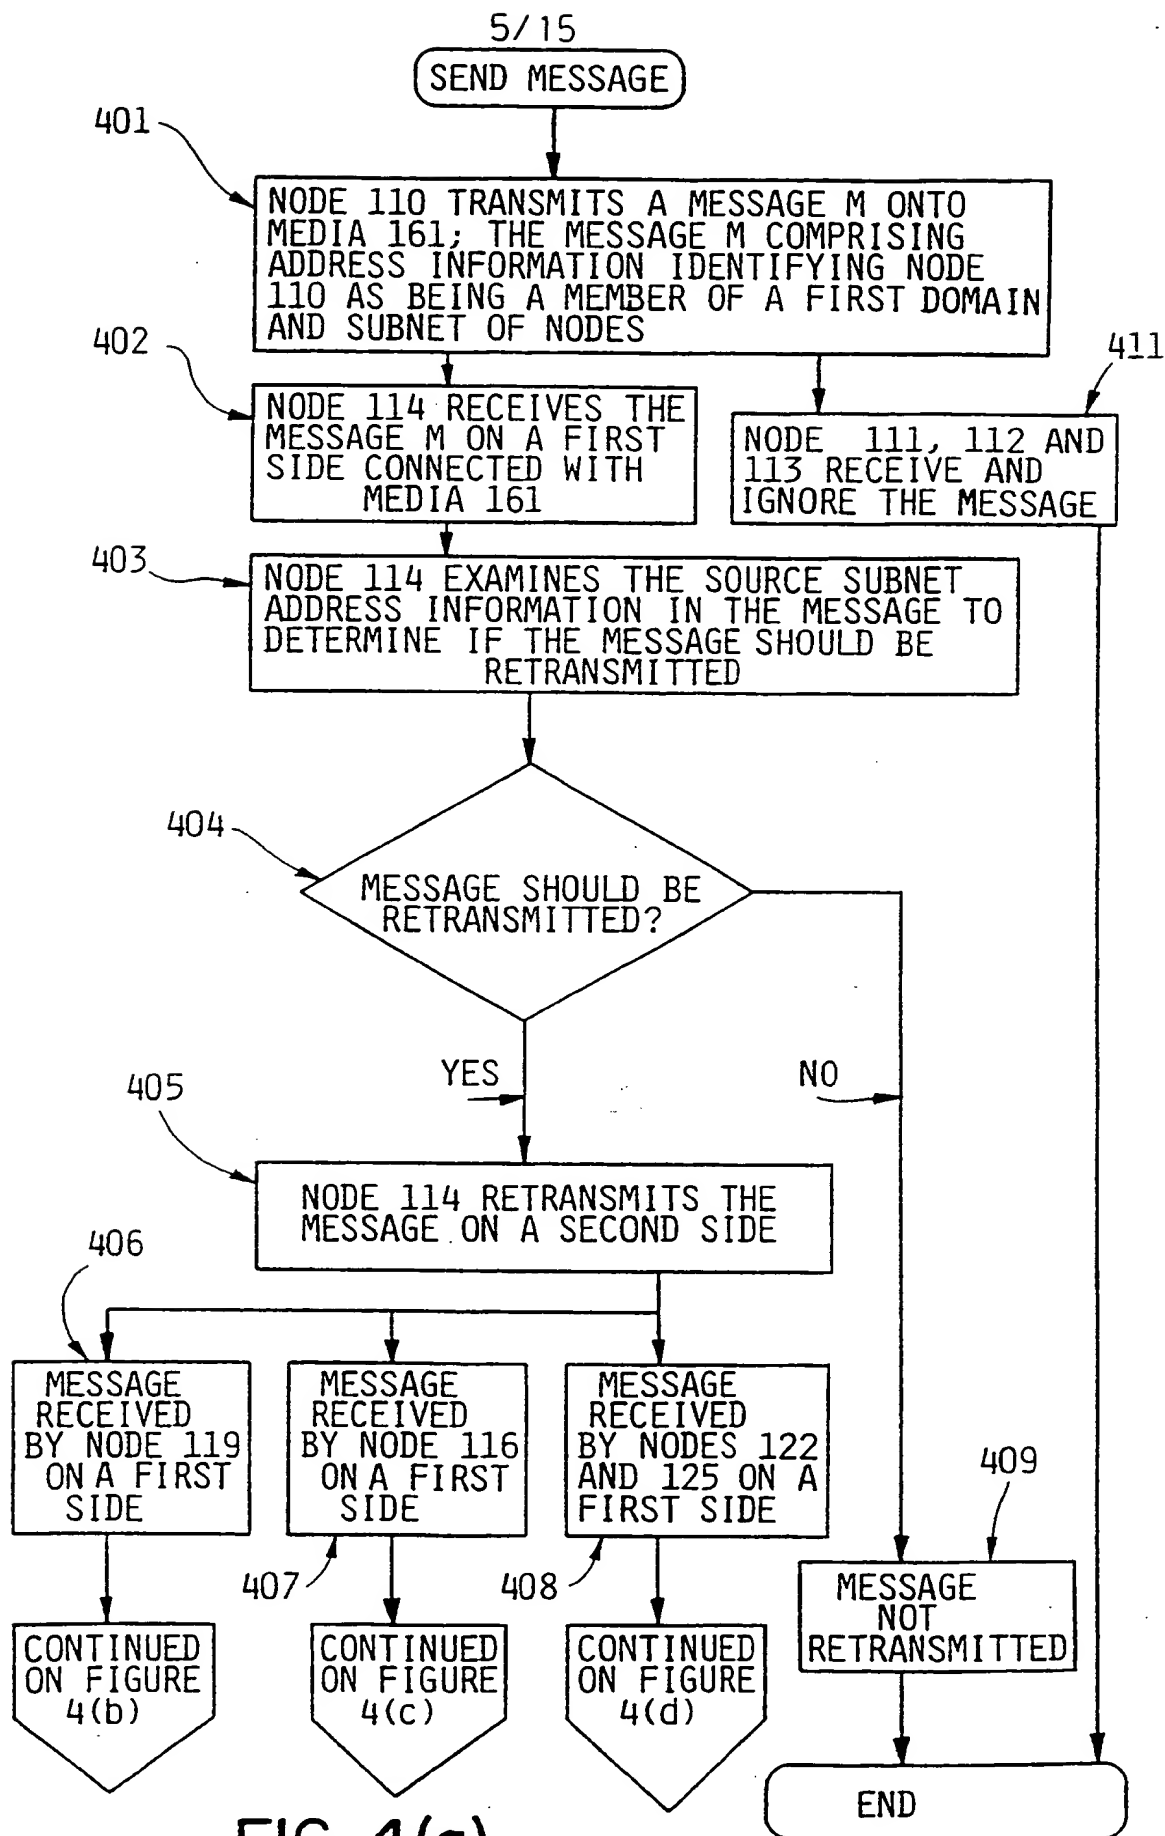 5/15
SEND MESSAGE
401
NODE 110 TRANSMITS A MESSAGE M ONTO
MEDIA 161; THE MESSAGE M COMPRISING
ADDRESS INFORMATION IDENTIFYING NODE
110 AS BEING A MEMBER OF A FIRST DOMAIN
AND SUBNET OF NODES
402
NODE 114 RECEIVES THE
MESSAGE M ON A FIRST
SIDE CONNECTED WITH
MEDIA 161
411
NODE 111, 112 AND
113 RECEIVE AND
IGNORE THE MESSAGE
403
NODE 114 EXAMINES THE SOURCE SUBNET
ADDRESS INFORMATION IN THE MESSAGE TO
DETERMINE IF THE MESSAGE SHOULD BE
RETRANSMITTED
404
MESSAGE SHOULD BE
RETRANSMITTED?
YES
NO
405
NODE 114 RETRANSMITS THE
MESSAGE ON A SECOND SIDE
406
MESSAGE
RECEIVED
BY NODE 119
ON A FIRST
SIDE
MESSAGE
RECEIVED
BY NODE 116
ON A FIRST
SIDE
407
MESSAGE
RECEIVED
BY NODES 122
AND 125 ON A
FIRST SIDE
408
409
MESSAGE
NOT
RETRANSMITTED
CONTINUED
ON FIGURE
4(b)
CONTINUED
ON FIGURE
4(c)
CONTINUED
ON FIGURE
4(d)
END
FIG. 4(a)